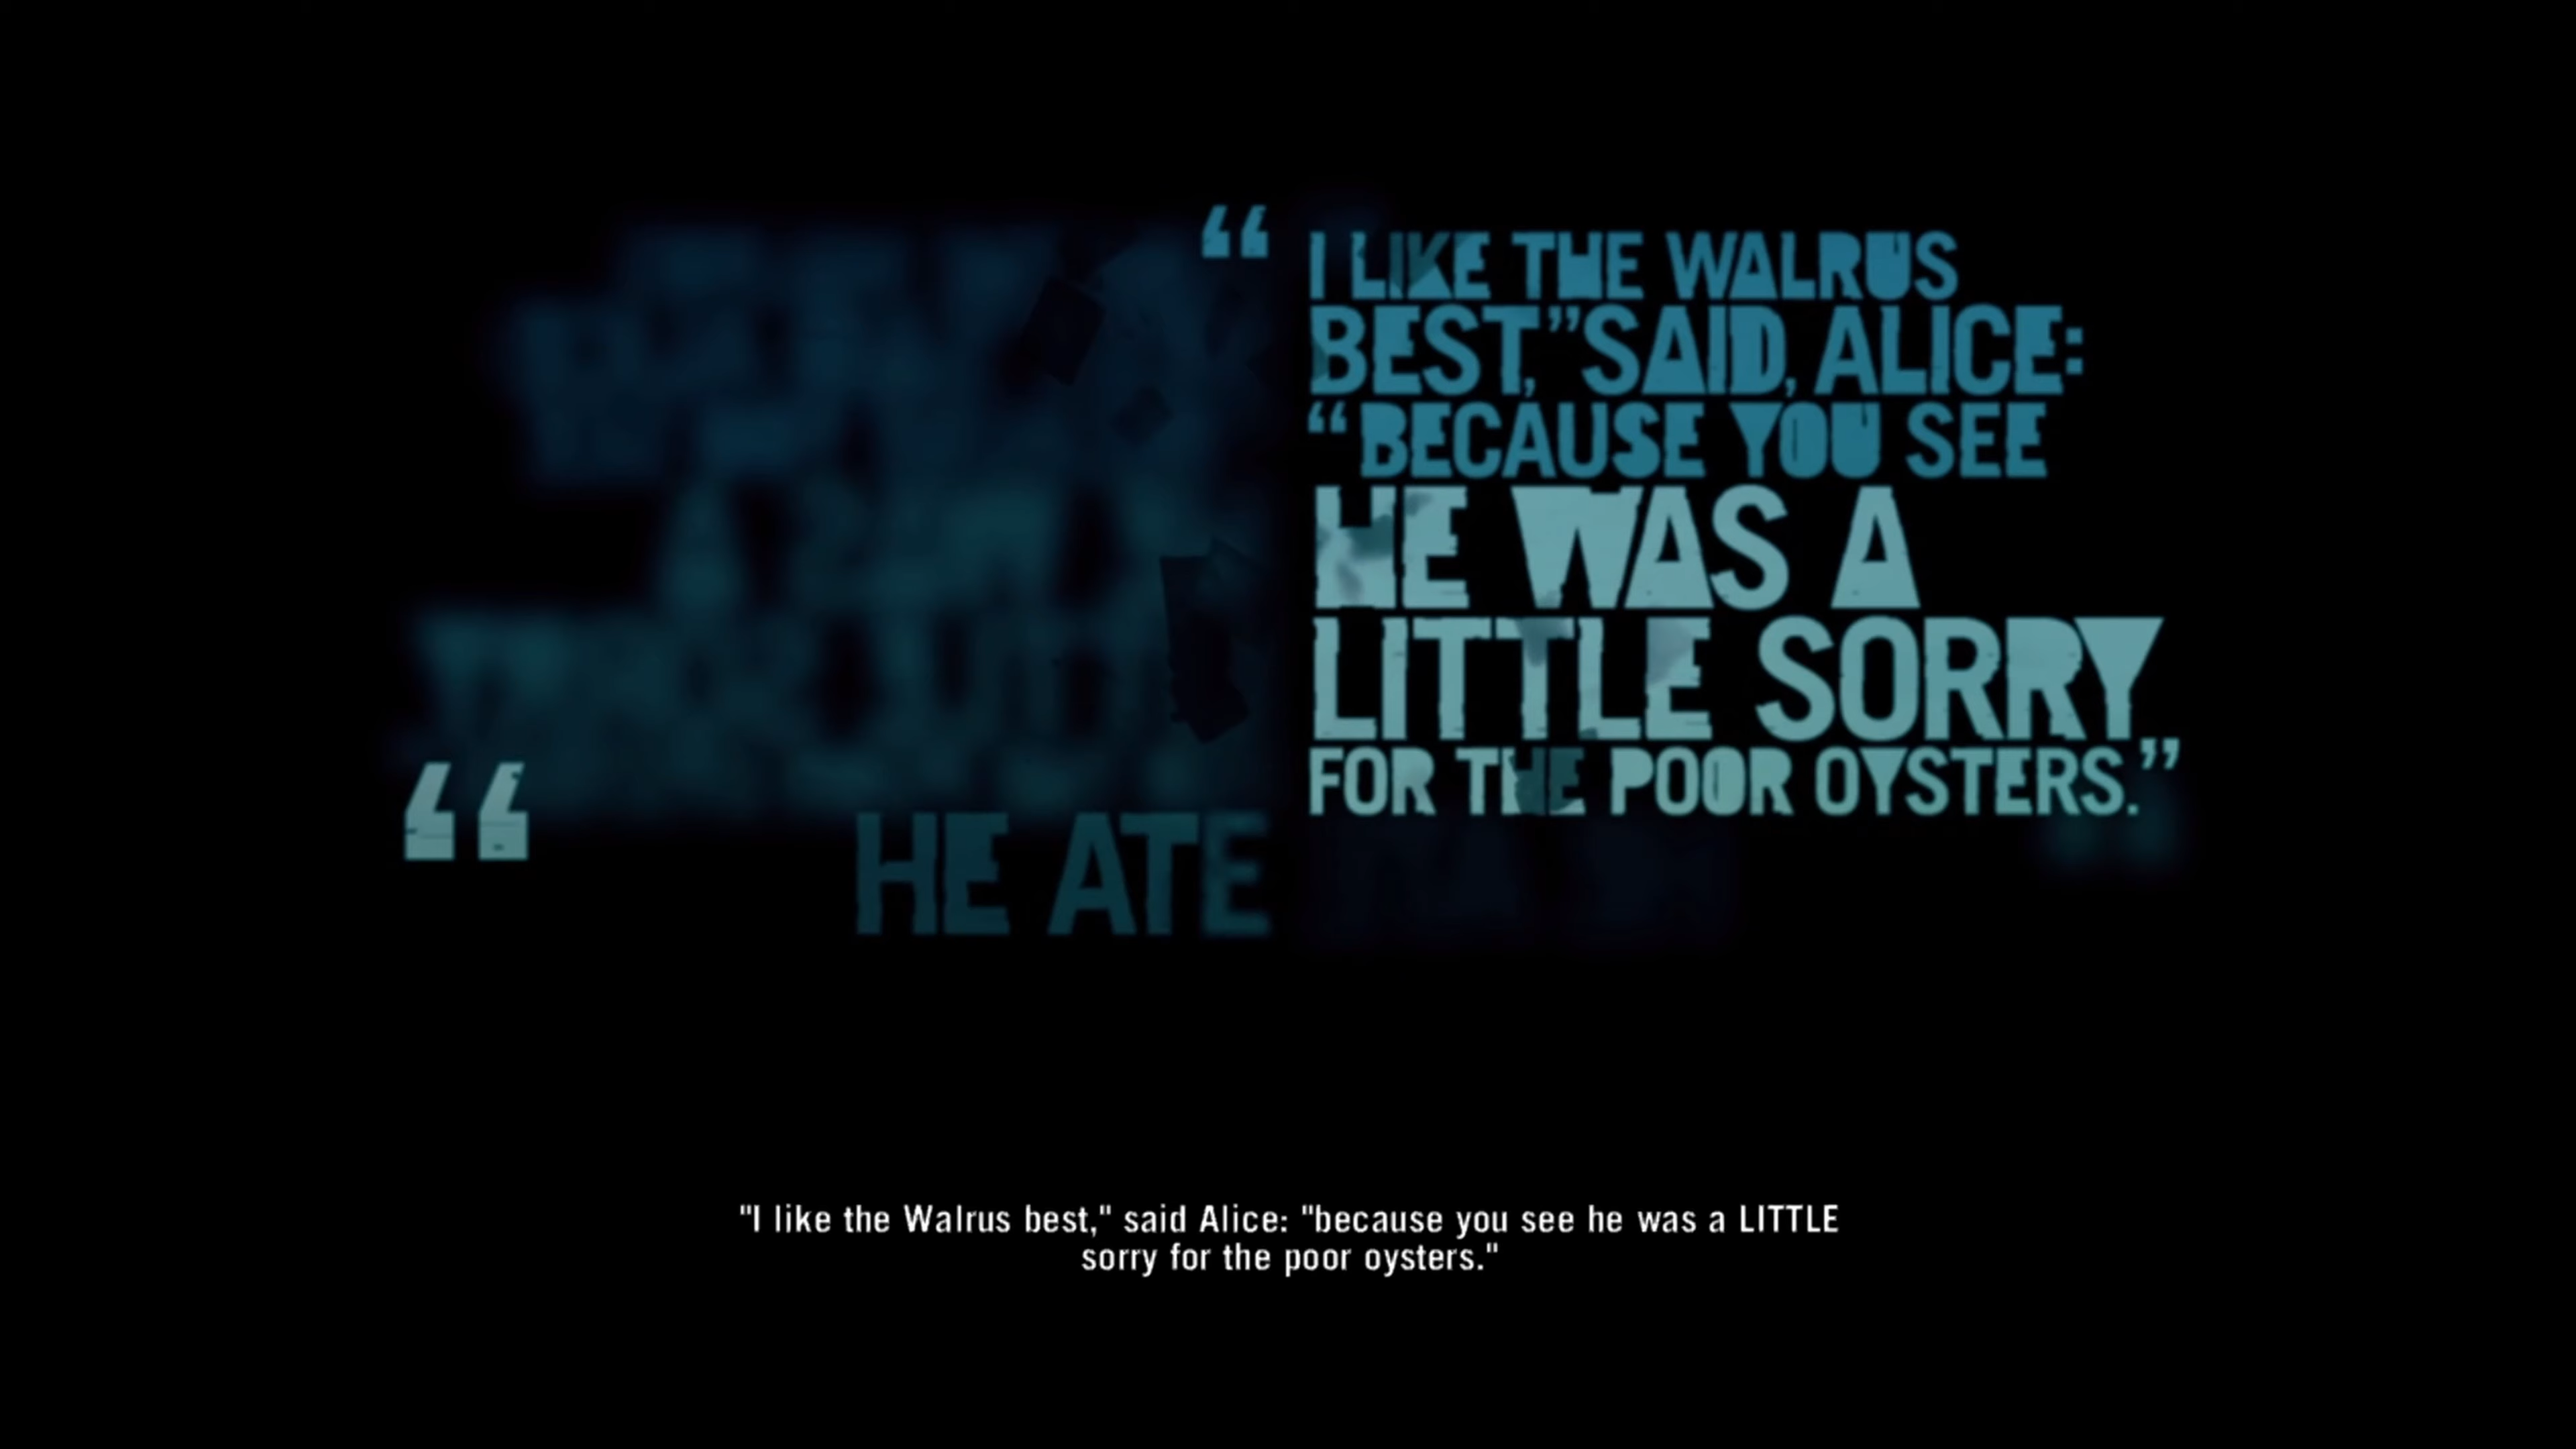 “ I LIKE THE WALRUS
BEST,” SAID, ALICE:
“BECAUSE YOU SEE
HE WAS A
LITTLE SORRY
FOR THE POOR OYSTERS.”
“
HE ATE
"I like the Walrus best," said Alice: "because you see he was a LITTLE
sorry for the poor oysters."